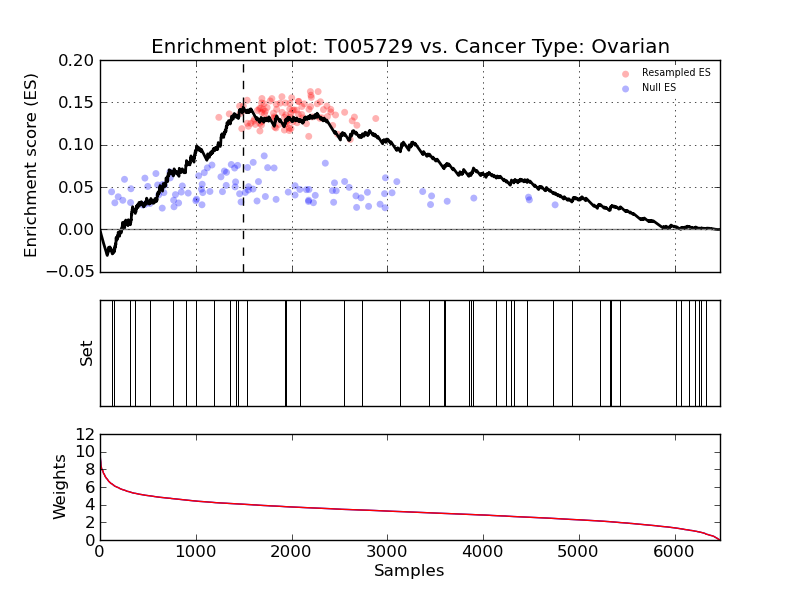 Enrichment plot: T005729 vs. Cancer Type: Ovarian
Enrichment score (ES)
0.20
0.15
0.10
0.05
0.00
−0.05
Resampled ES
Null ES
Set
Weights
12
10
8
6
4
2
0
0 1000 2000 3000 4000 5000 6000
Samples